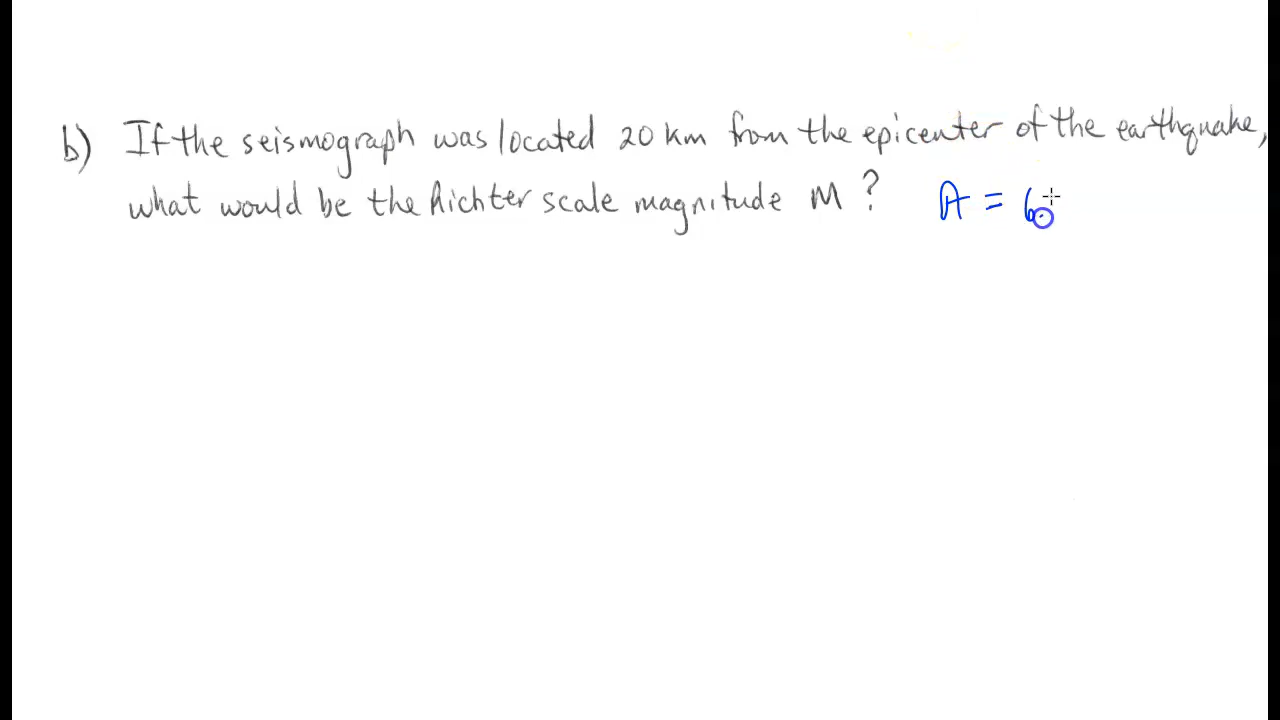 b) If the seismograph was located 20 km from the epicenter of the earthquake,
what would be the Richter scale magnitude M? A = 6